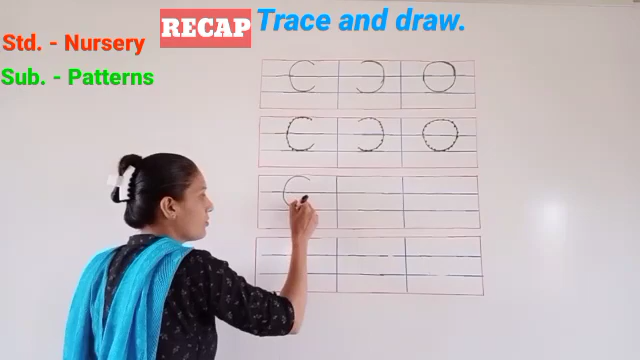 RECAP Trace and draw.
Std. - Nursery
Sub. - Patterns